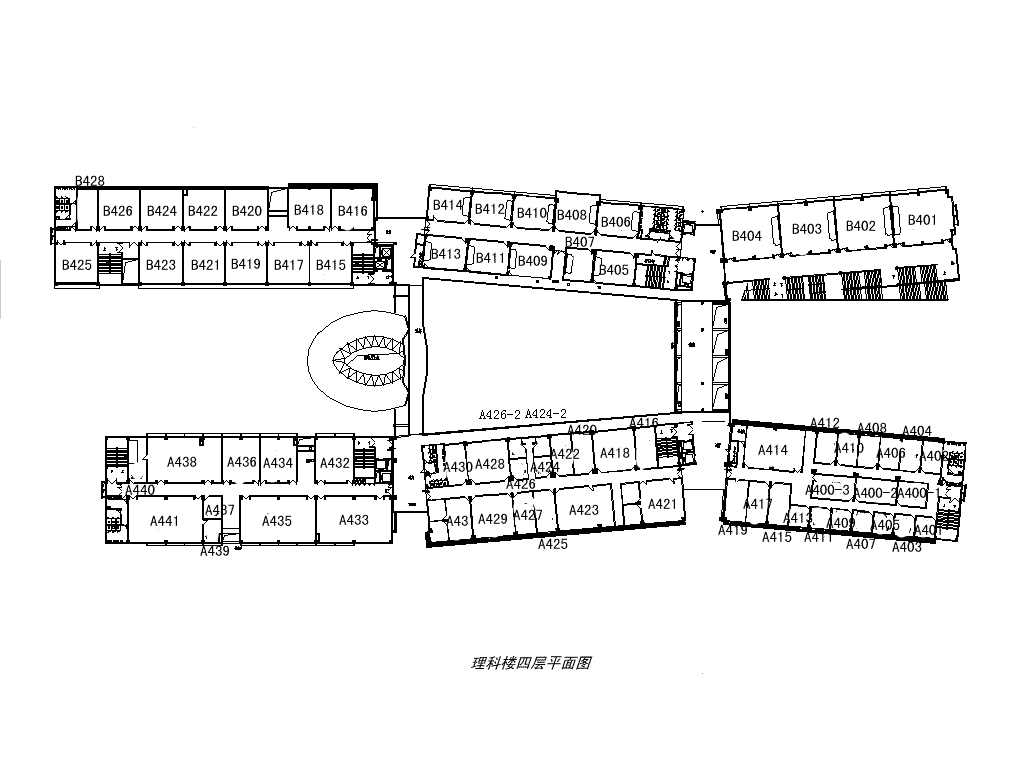 B428
B426 B424 B422 B420 B418 B416
B425 B423 B421 B419 B417 B415
B414 B412 B410 B408 B406
B407
B413 B411 B409 B405
B404 B403 B402 B401
A426-2 A424-2
A438 A436 A434 A432
A440
A441 A437 A435 A433
A439
A420 A416
A430 A428 A424 A422 A418
A426
A431 A429 A427 A423 A421
A425
A412 A408 A404
A414 A410 A406 A402
A400-3 A400-2 A400-1
A417 A413 A409 A405 A401
A419 A415 A411 A407 A403
理科楼四层平面图